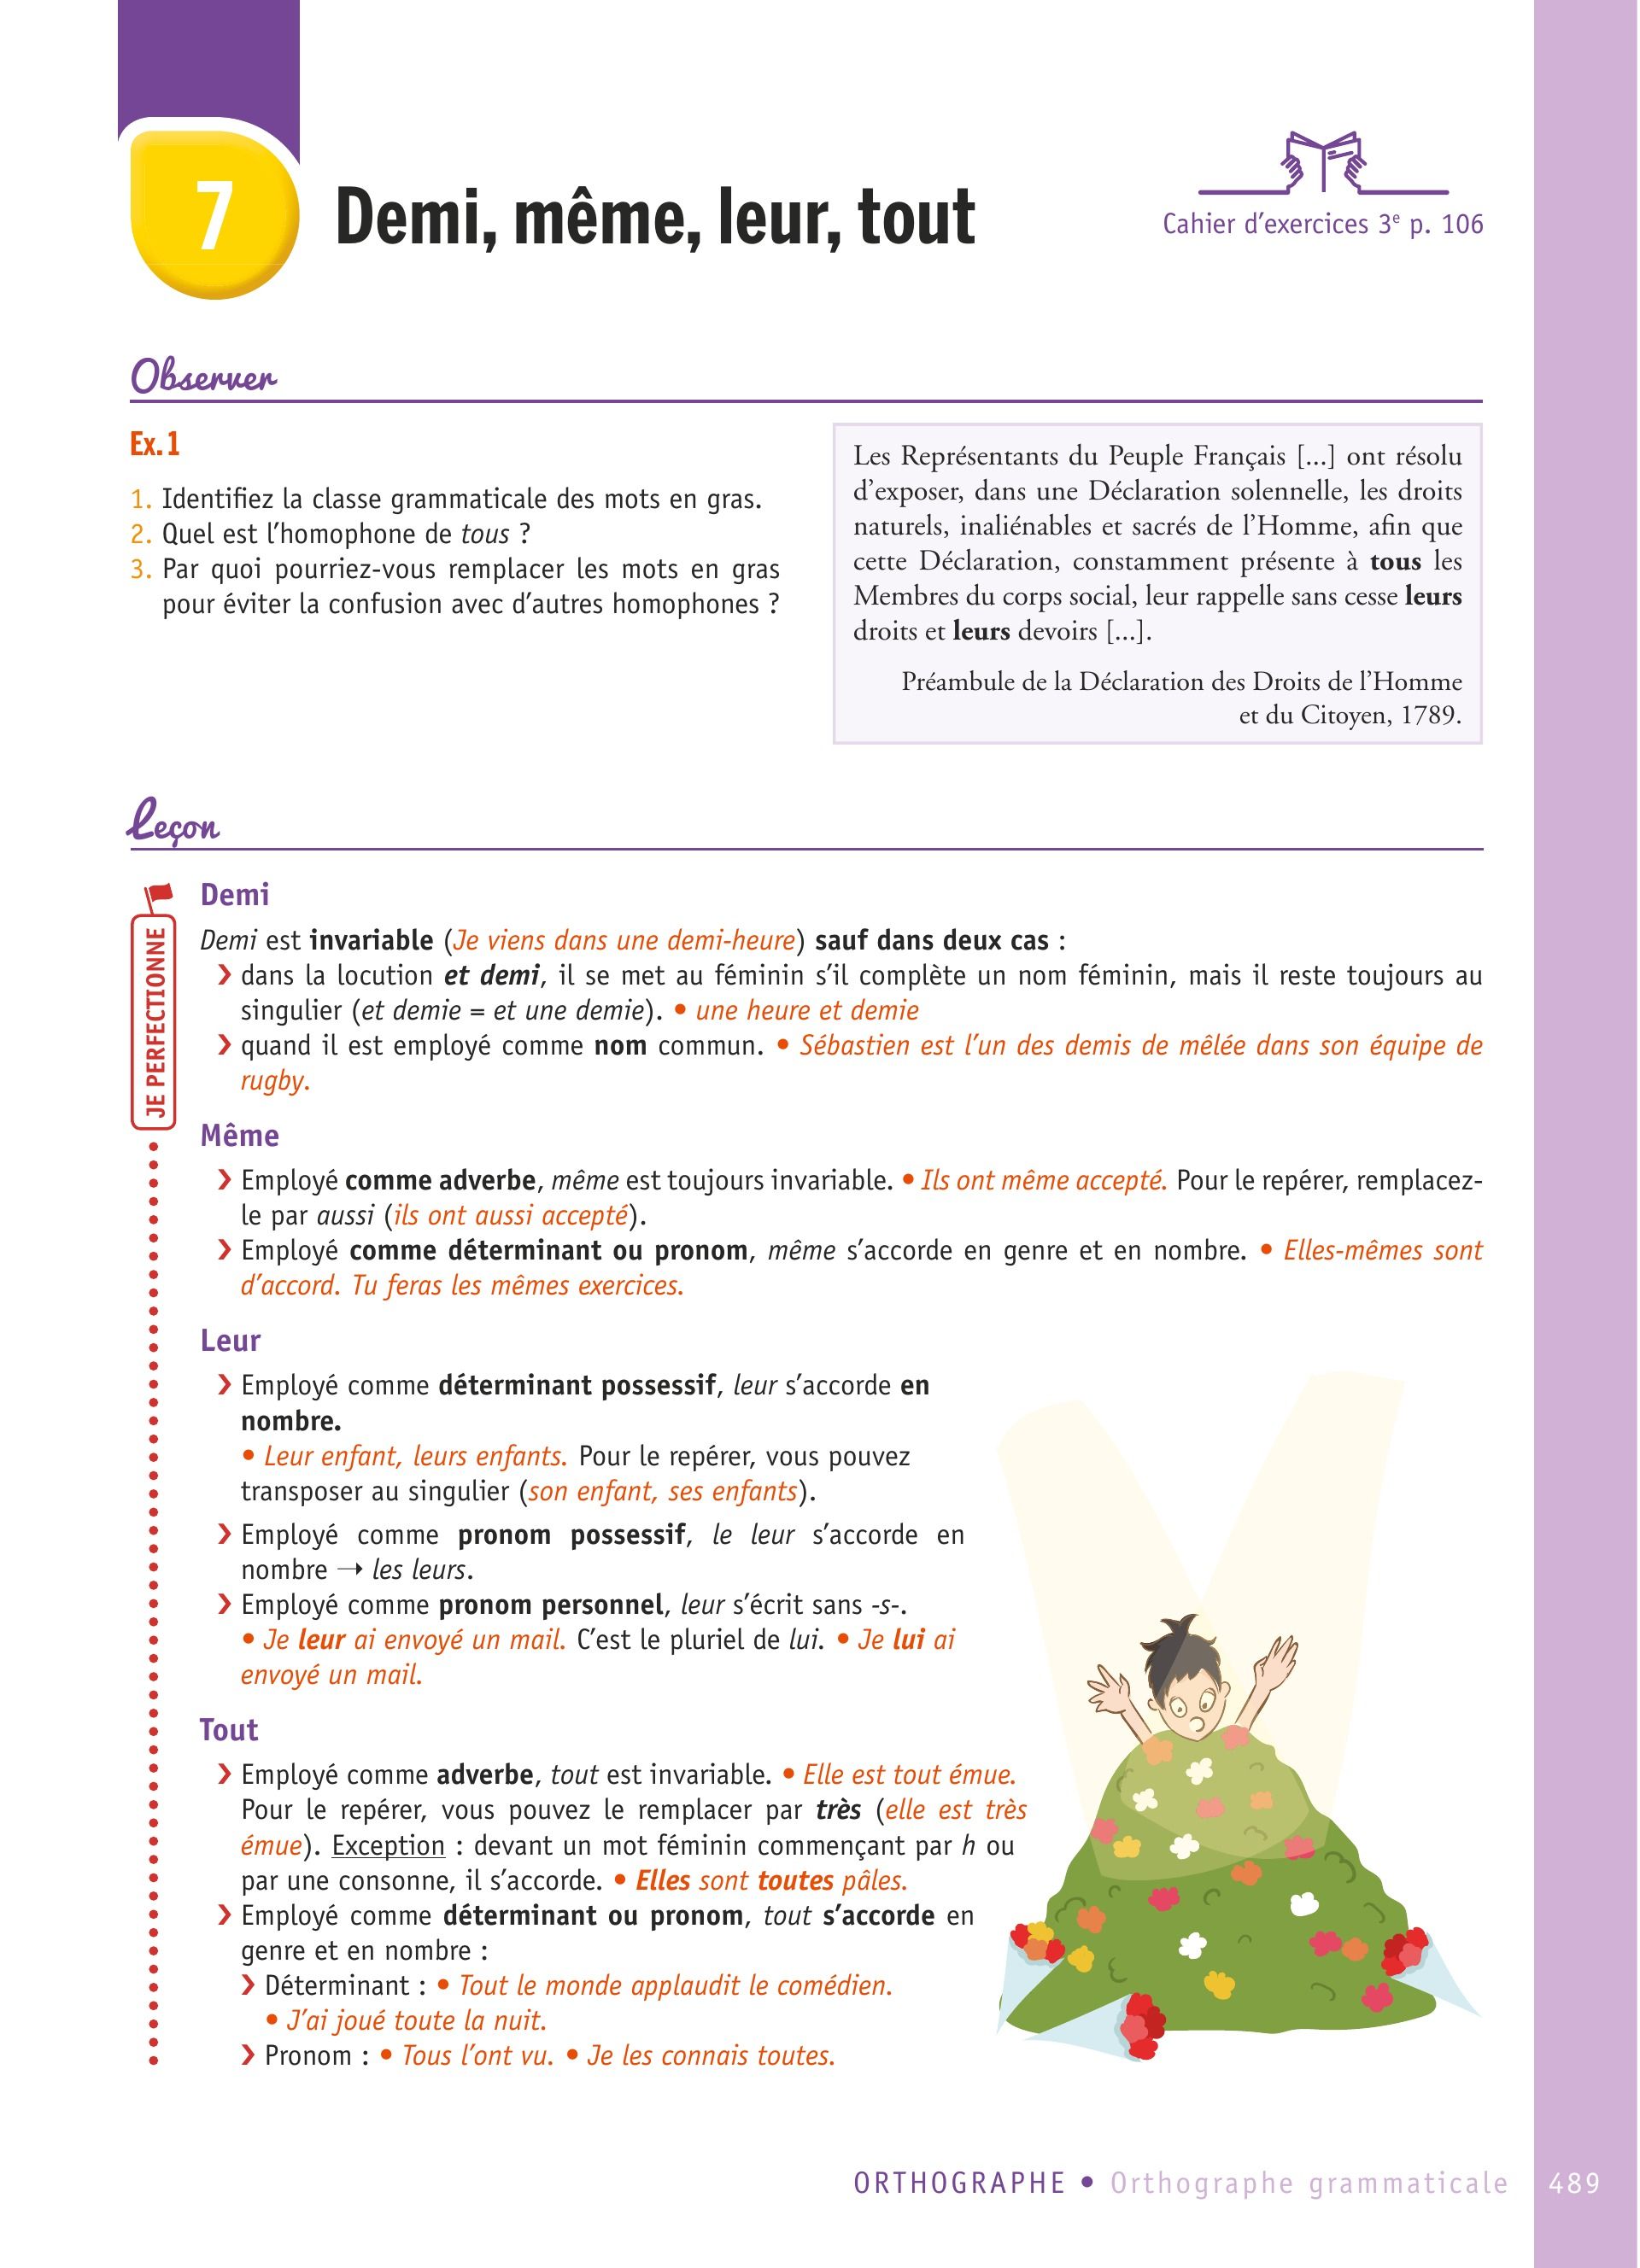 7
Demi, même, leur, tout
Cahier d'exercices 3e p. 106
Observer
Ex. 1
1. Identifiez la classe grammaticale des mots en gras.
2. Quel est l'homophone de tous ?
3. Par quoi pourriez-vous remplacer les mots en gras
pour éviter la confusion avec d'autres homophones ?
Les Représentants du Peuple Français [...] ont résolu
d'exposer, dans une Déclaration solennelle, les droits
naturels, inaliénables et sacrés de l'Homme, afin que
cette Déclaration, constamment présente à tous les
Membres du corps social, leur rappelle sans cesse leurs
droits et leurs devoirs [...].
Préambule de la Déclaration des Droits de l'Homme
et du Citoyen, 1789.
Leçon
JE PERFECTIONNE
Demi
Demi est invariable (Je viens dans une demi-heure) sauf dans deux cas :
❯ dans la locution et demi, il se met au féminin s'il complète un nom féminin, mais il reste toujours au
singulier (et demie = et une demie). • une heure et demie
❯ quand il est employé comme nom commun. • Sébastien est l'un des demis de mêlée dans son équipe de
rugby.
Même
❯ Employé comme adverbe, même est toujours invariable. • Ils ont même accepté. Pour le repérer, remplacez-
le par aussi (ils ont aussi accepté).
❯ Employé comme déterminant ou pronom, même s'accorde en genre et en nombre. • Elles-mêmes sont
d'accord. Tu feras les mêmes exercices.
Leur
❯ Employé comme déterminant possessif, leur s'accorde en
nombre.
• Leur enfant, leurs enfants. Pour le repérer, vous pouvez
transposer au singulier (son enfant, ses enfants).
❯ Employé comme pronom possessif, le leur s'accorde en
nombre → les leurs.
❯ Employé comme pronom personnel, leur s'écrit sans -s-.
• Je leur ai envoyé un mail. C'est le pluriel de lui. • Je lui ai
envoyé un mail.
Tout
❯ Employé comme adverbe, tout est invariable. • Elle est tout émue.
Pour le repérer, vous pouvez le remplacer par très (elle est très
émue). Exception : devant un mot féminin commençant par h ou
par une consonne, il s'accorde. • Elles sont toutes pâles.
❯ Employé comme déterminant ou pronom, tout s'accorde en
genre et en nombre :
❯ Déterminant : • Tout le monde applaudit le comédien.
• J'ai joué toute la nuit.
❯ Pronom : • Tous l'ont vu. • Je les connais toutes.
ORTHOGRAPHE • Orthographe grammaticale 489